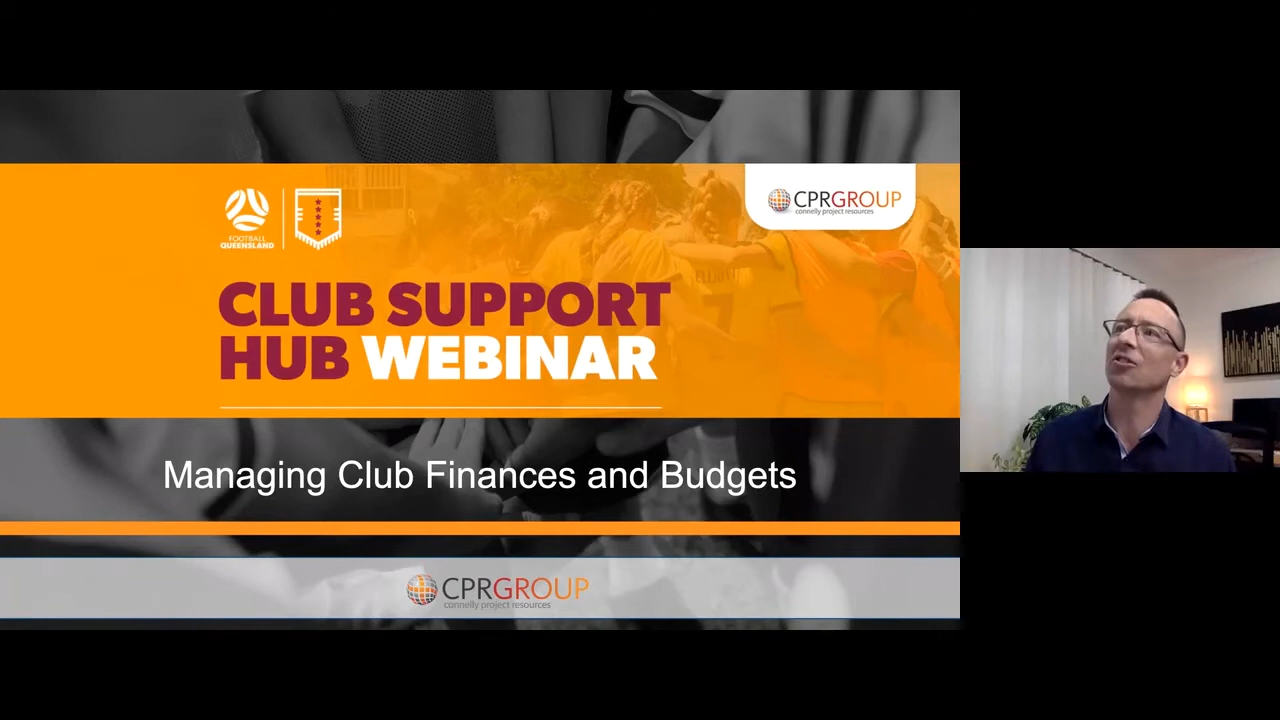 FOOTBALL
QUEENSLAND
CPRGROUP
connelly project resources
CLUB SUPPORT
HUB WEBINAR
Managing Club Finances and Budgets
CPRGROUP
connelly project resources